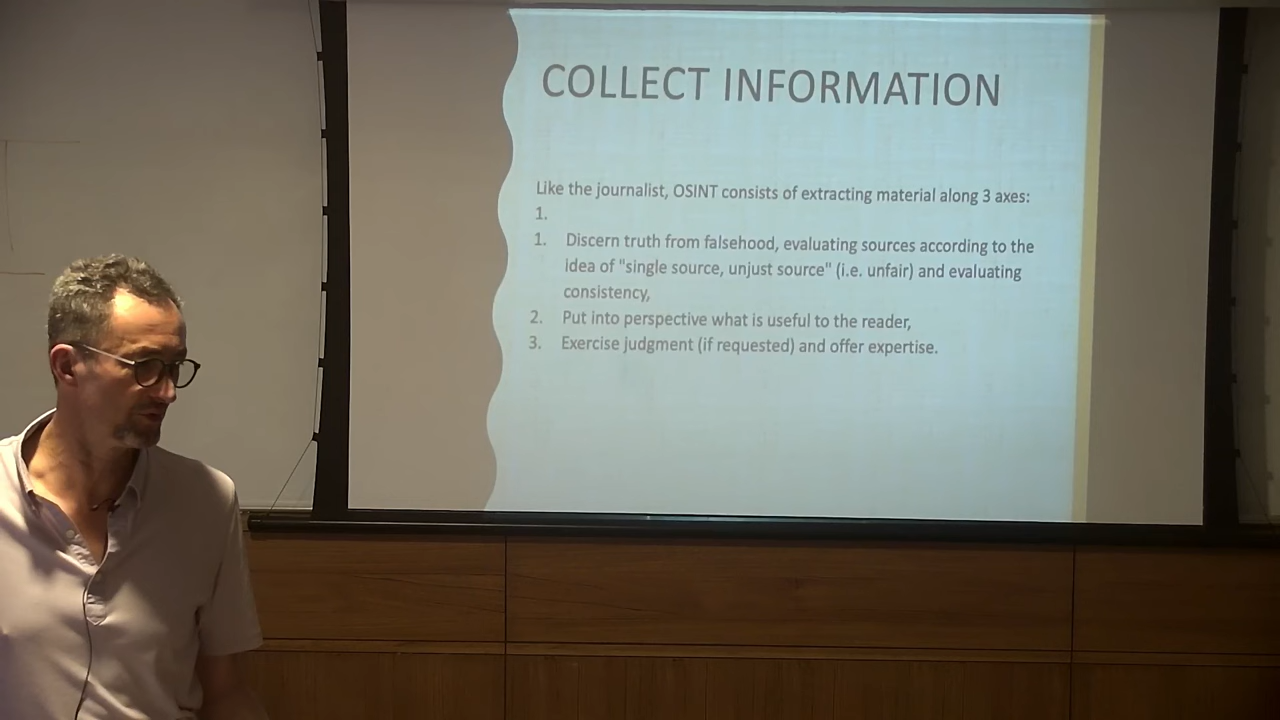 COLLECT INFORMATION
Like the journalist, OSINT consists of extracting material along 3 axes:
1.
1. Discern truth from falsehood, evaluating sources according to the
idea of "single source, unjust source" (i.e. unfair) and evaluating
consistency,
2. Put into perspective what is useful to the reader,
3. Exercise judgment (if requested) and offer expertise.